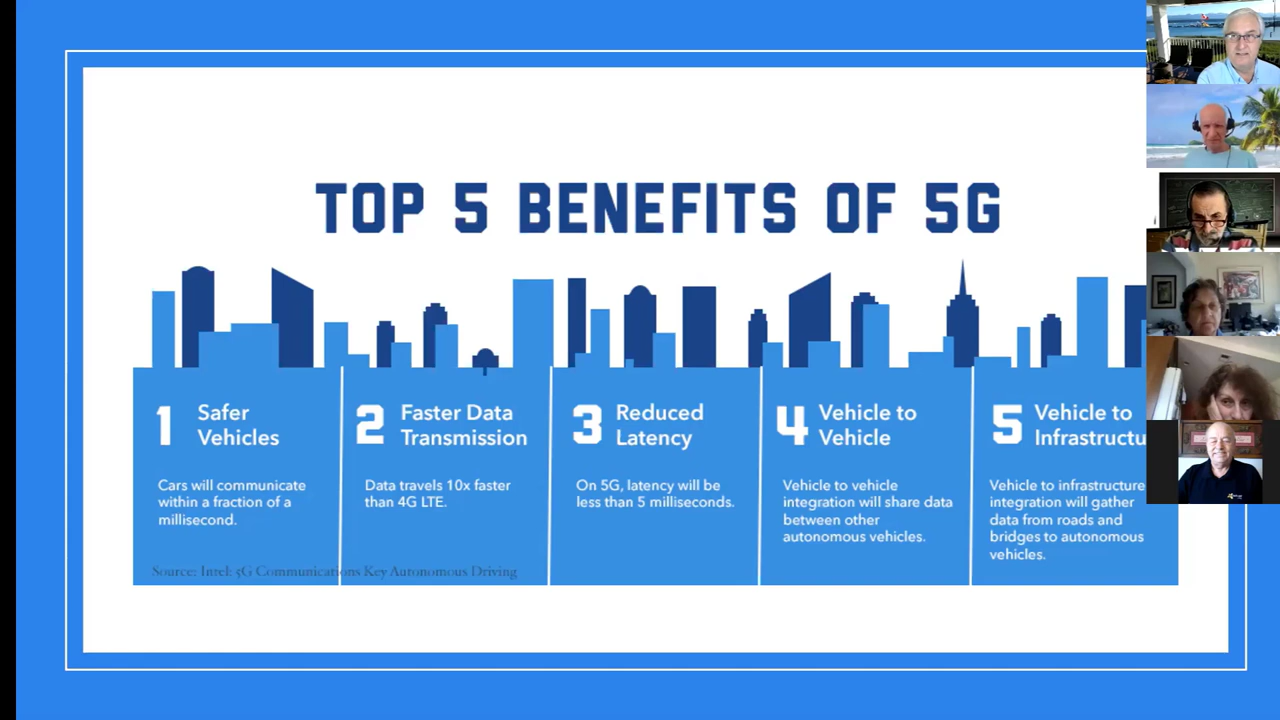 TOP 5 BENEFITS OF 5G
1
Safer
Vehicles
Cars will communicate
within a fraction of a
millisecond.
2
Faster Data
Transmission
Data travels 10x faster
than 4G LTE.
3
Reduced
Latency
On 5G, latency will be
less than 5 milliseconds.
4
Vehicle to
Vehicle
Vehicle to vehicle
integration will share data
between other
autonomous vehicles.
5
Vehicle to
Infrastructu
Vehicle to infrastructure
integration will gather
data from roads and
bridges to autonomous
vehicles.
Source: Intel: 5G Communications Key Autonomous Driving